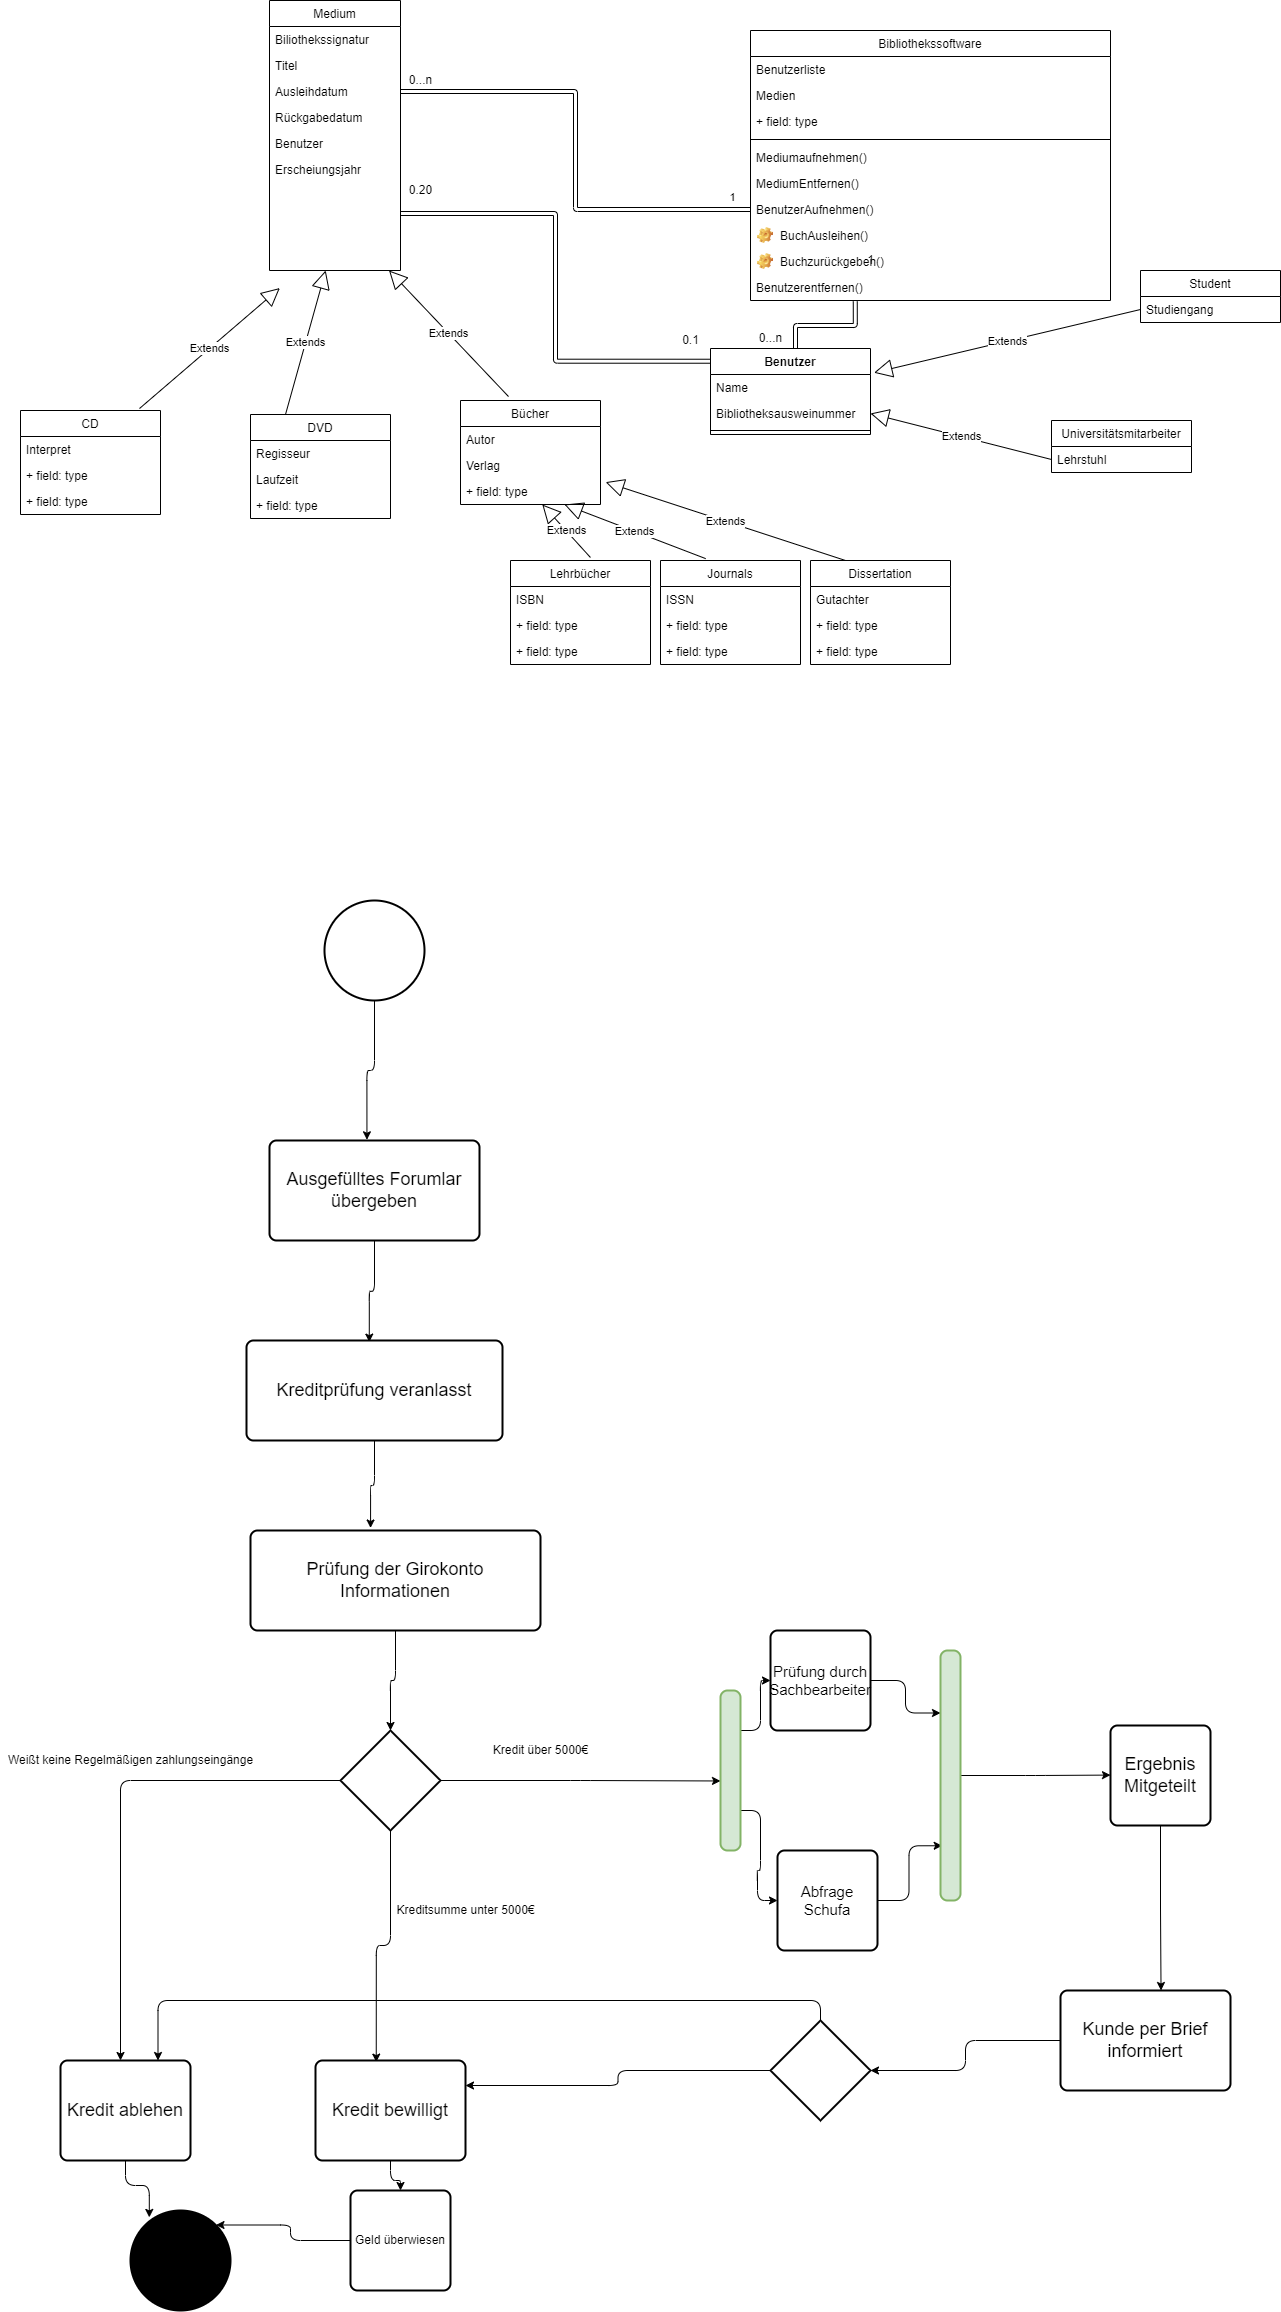 Medium
Biliothekssignatur
Titel
Ausleihdatum
Rückgabedatum
Benutzer
Erscheiungsjahr
0...n
0.20
1
Bibliothekssoftware
Benutzerliste
Medien
+ field: type
Mediumaufnehmen()
MediumEntfernen()
BenutzerAufnehmen()
BuchAusleihen()
Buchzurückgeben()
1
Benutzerentfernen()
0...n
0.1
Benutzer
Name
Bibliotheksausweinummer
Student
Studiengang
Extends
Universitätsmitarbeiter
Lehrstuhl
Extends
Extends
Extends
Extends
CD
Interpret
+ field: type
+ field: type
DVD
Regisseur
Laufzeit
+ field: type
Bücher
Autor
Verlag
+ field: type
Extends
Extends
Extends
Lehrbücher
ISBN
+ field: type
+ field: type
Journals
ISSN
+ field: type
+ field: type
Dissertation
Gutachter
+ field: type
+ field: type
Ausgefülltes Forumlar
übergeben
Kreditprüfung veranlasst
Prüfung der Girokonto
Informationen
Weißt keine Regelmäßigen zahlungseingänge
Kredit über 5000€
Kreditsumme unter 5000€
Prüfung durch
Sachbearbeiter
Abfrage
Schufa
Ergebnis
Mitgeteilt
Kunde per Brief
informiert
Kredit ablehen
Kredit bewilligt
Geld überwiesen